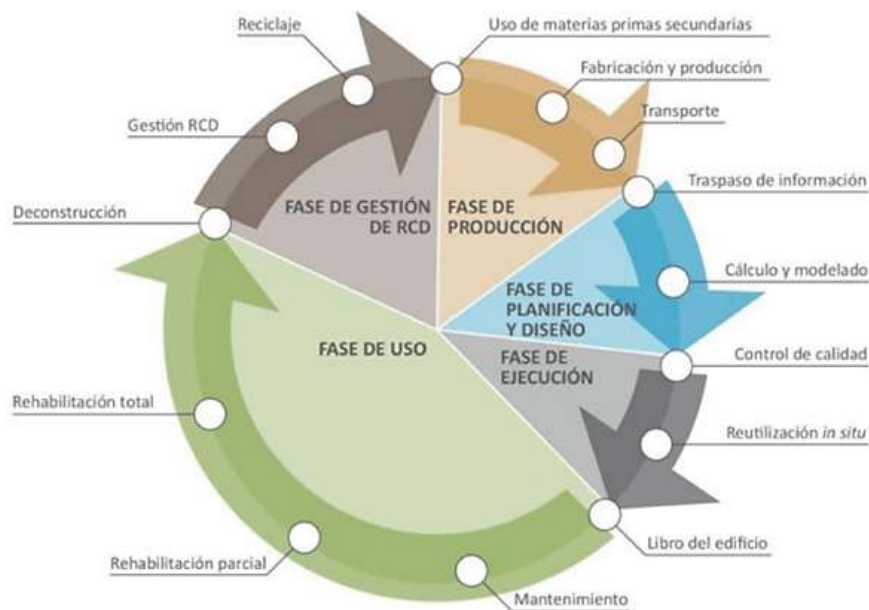 Reciclaje
Uso de materias primas secundarias
Fabricación y producción
Gestión RCD
Transporte
Traspaso de información
Deconstrucción
FASE DE GESTIÓN
DE RCD
FASE DE
PRODUCCIÓN
Cálculo y modelado
FASE DE
PLANIFICACIÓN
Y DISEÑO
FASE DE USO
FASE DE
EJECUCIÓN
Control de calidad
Rehabilitación total
Reutilización in situ
Libro del edificio
Rehabilitación parcial
Mantenimiento